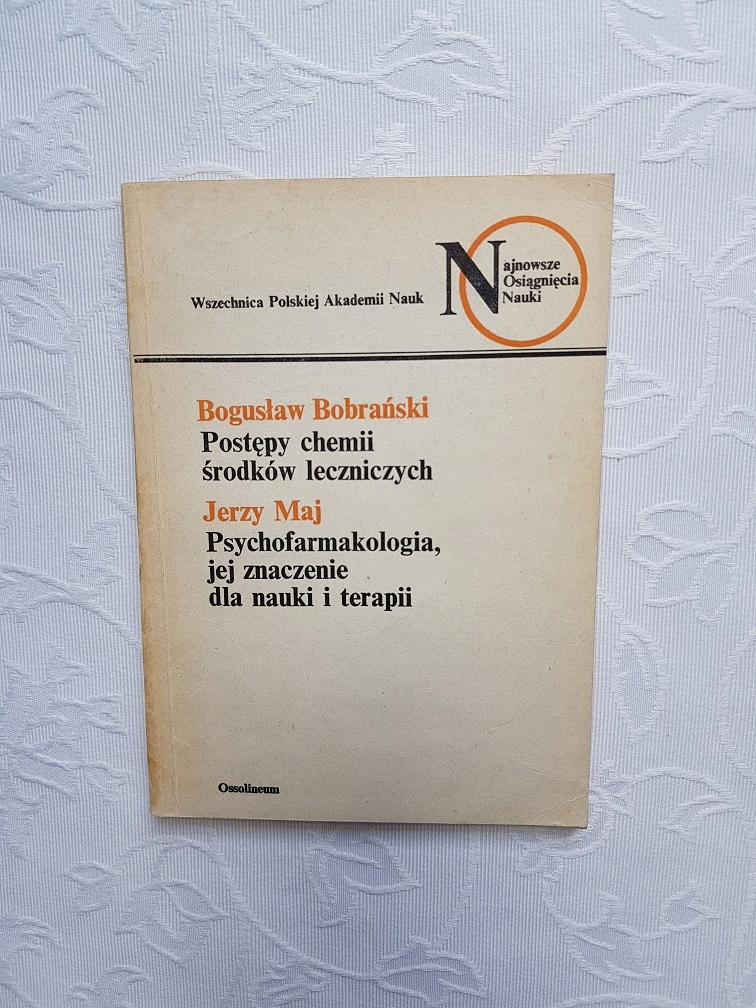 Wszechnica Polskiej Akademii Nauk
Najnowsze
Osiągnięcia
Nauki
Bogusław Bobrański
Postępy chemii
środków leczniczych
Jerzy Maj
Psychofarmakologia,
jej znaczenie
dla nauki i terapii
Ossolineum